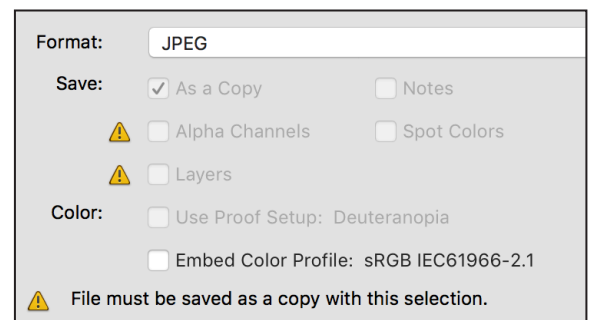 Format: JPEG
Save: As a Copy Notes
Alpha Channels Spot Colors
Layers
Color: Use Proof Setup: Deuteranopia
Embed Color Profile: sRGB IEC61966-2.1
File must be saved as a copy with this selection.